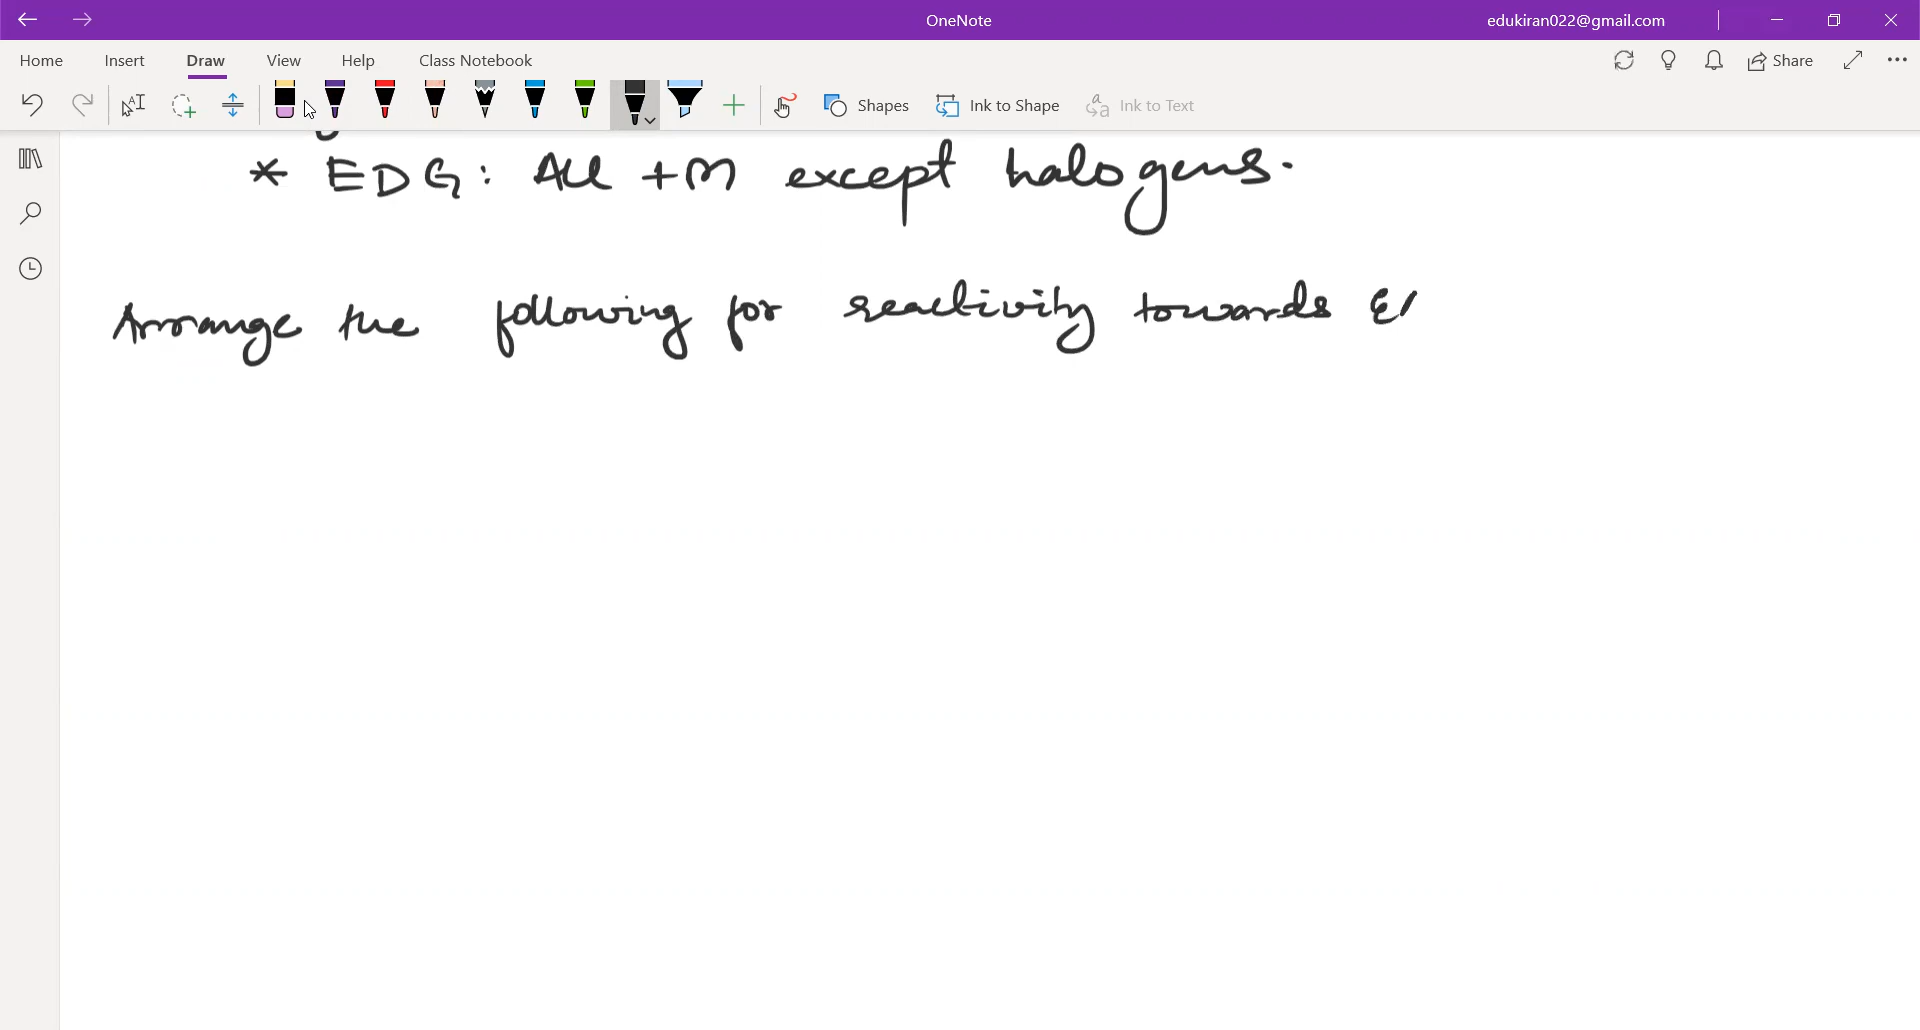 OneNote
edukiran022@gmail.com
Home Insert Draw View Help Class Notebook
Share
Shapes Ink to Shape Ink to Text
* EDG: All +M except halogens.
Arrange the following for reactivity towards